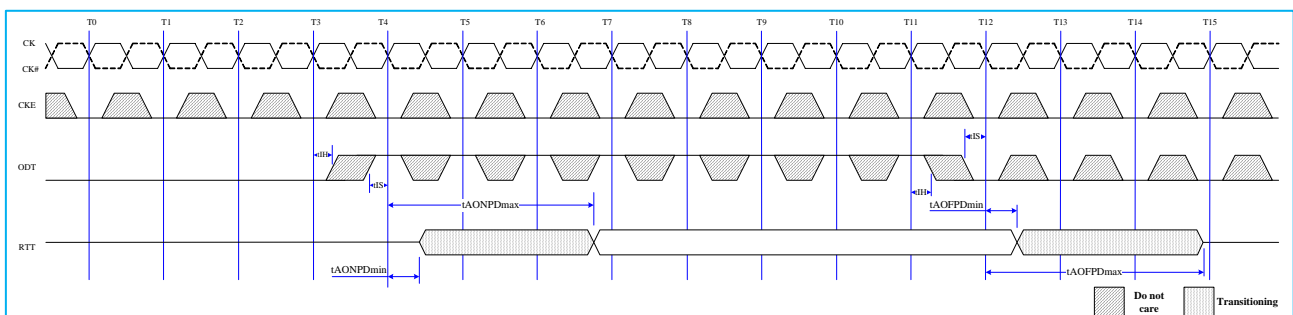 T0 T1 T2 T3 T4 T5 T6 T7 T8 T9 T10 T11 T12 T13 T14 T15
CK
CK#
CKE
tIS
tIH
ODT
tIS
tIH
tAONPDmax
tAOFPDmin
RTT
tAONPDmin
tAOFPDmax
Do not
care
Transitioning